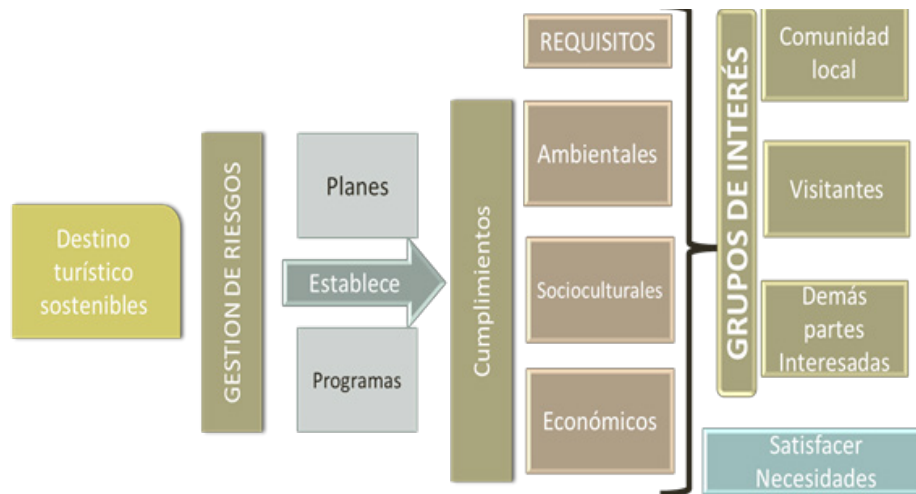 Destino
turístico
sostenibles
GESTION DE RIESGOS
Planes
Establece
Programas
Cumplimientos
REQUISITOS
Ambientales
Socioculturales
Económicos
GRUPOS DE INTERÉS
Comunidad
local
Visitantes
Demás
partes
Interesadas
Satisfacer
Necesidades